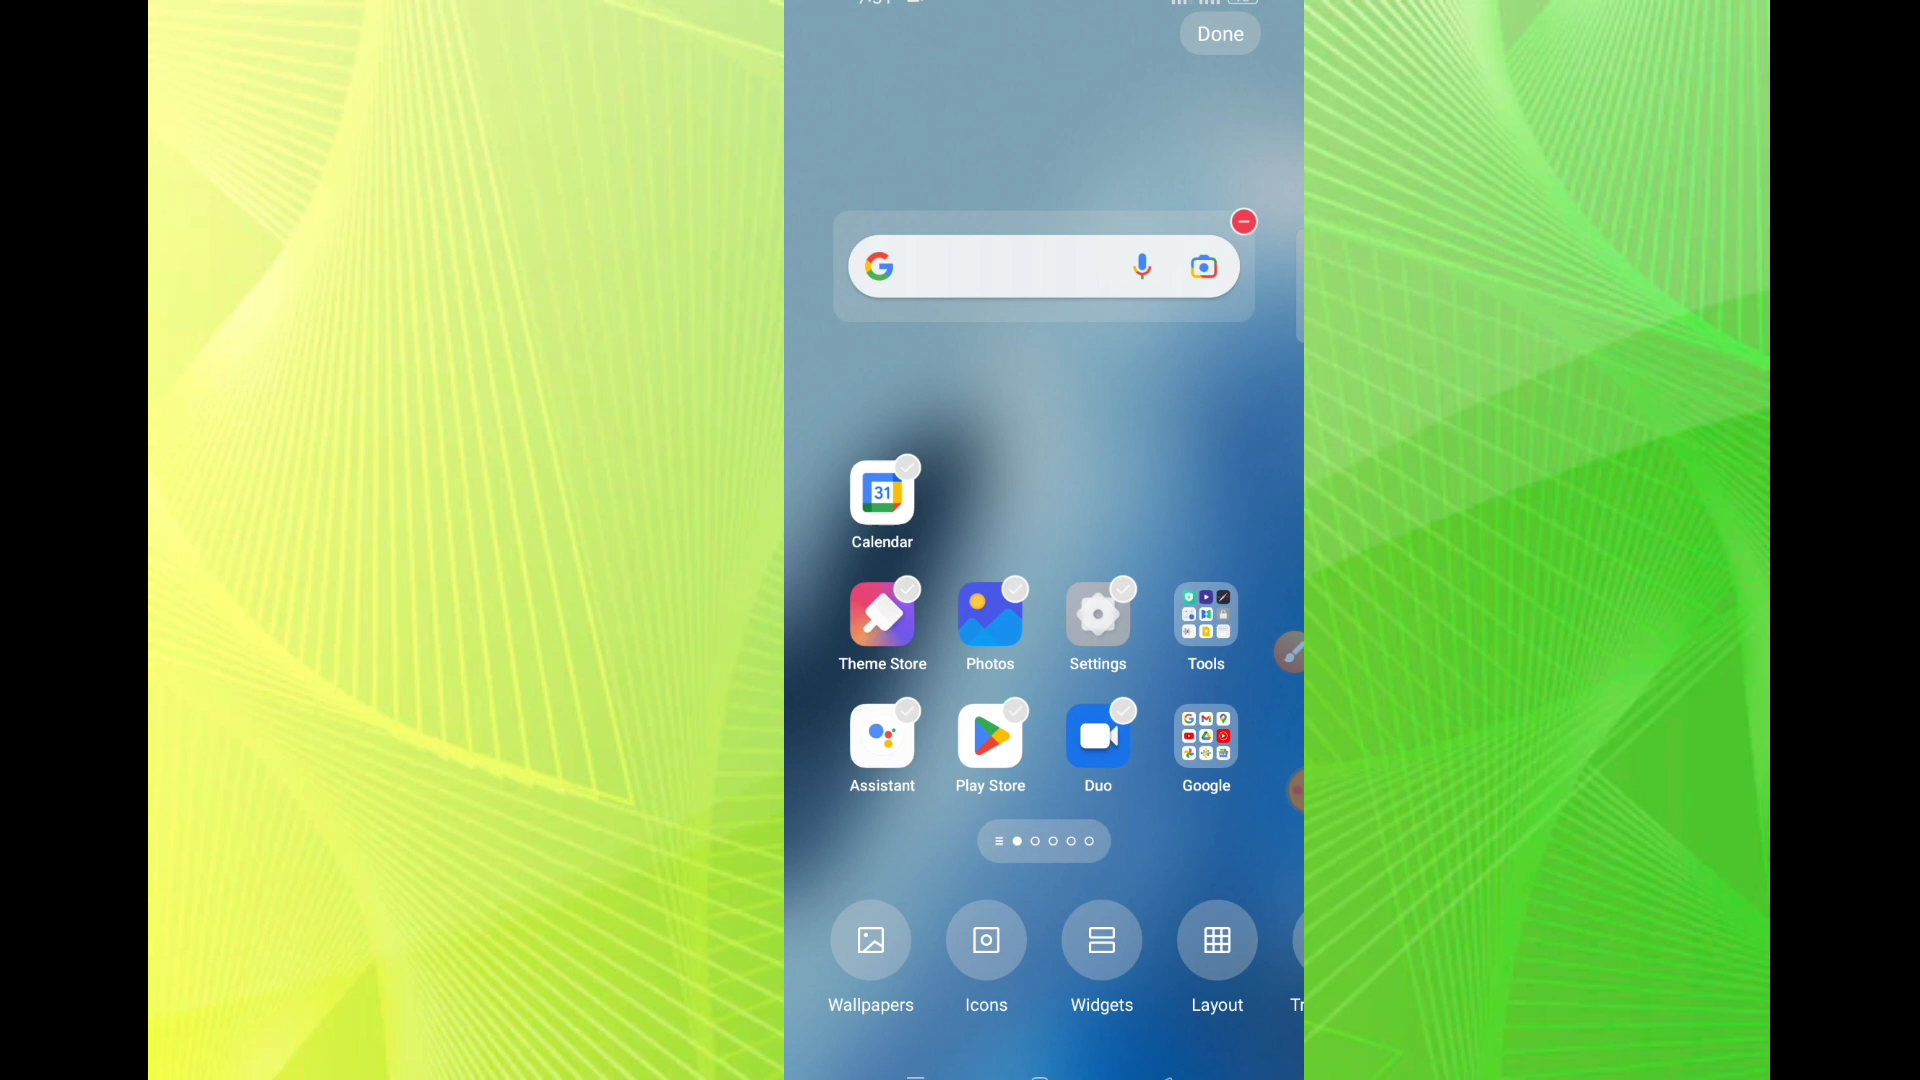 Done
31
Calendar
Theme Store
Photos
Settings
Tools
Assistant
Play Store
Duo
Google
Wallpapers
Icons
Widgets
Layout